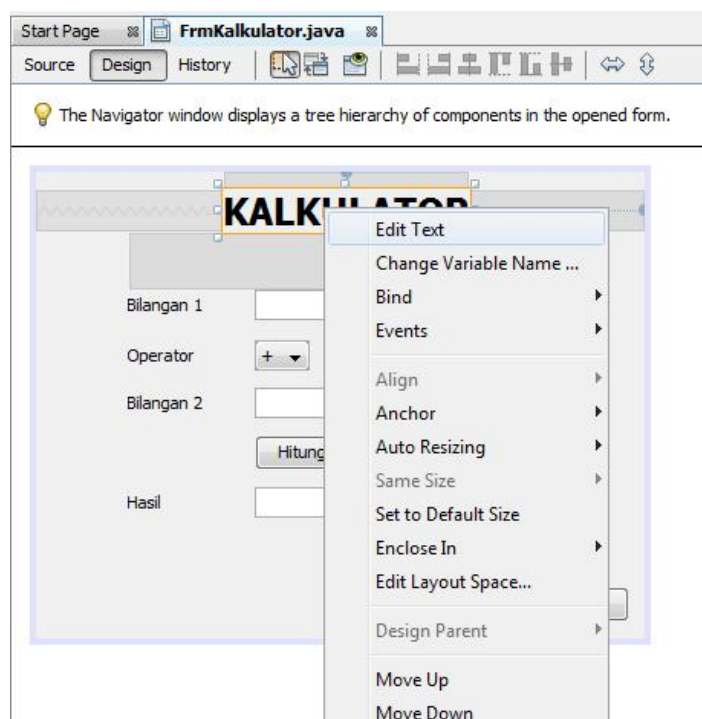 Start Page FrmKalkulator.java
Source Design History
The Navigator window displays a tree hierarchy of components in the opened form.
KALKULATOR
Edit Text
Change Variable Name ...
Bind
Events
Align
Anchor
Auto Resizing
Same Size
Set to Default Size
Enclose In
Edit Layout Space...
Design Parent
Move Up
Move Down
Bilangan 1
Operator +
Bilangan 2
Hitung
Hasil